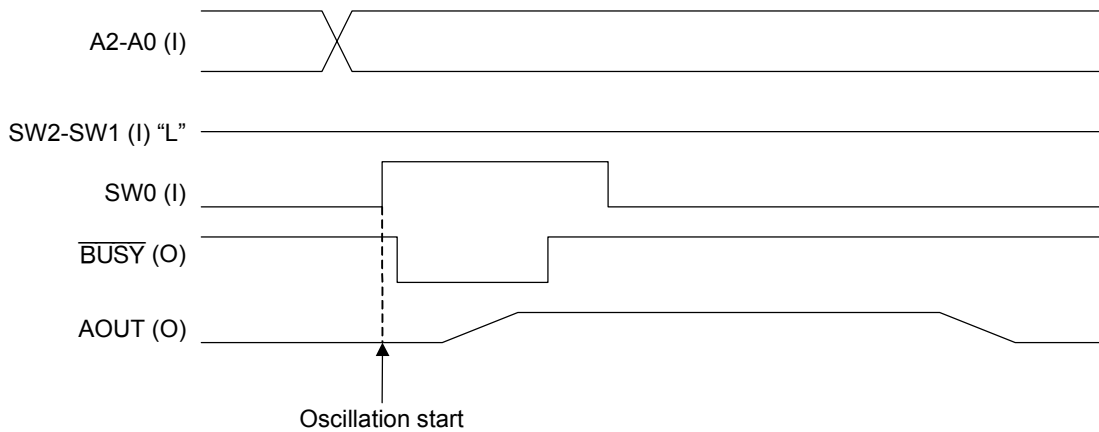 A2-A0 (I)
SW2-SW1 (I) “L”
SW0 (I)
BUSY (O)
AOUT (O)
Oscillation start